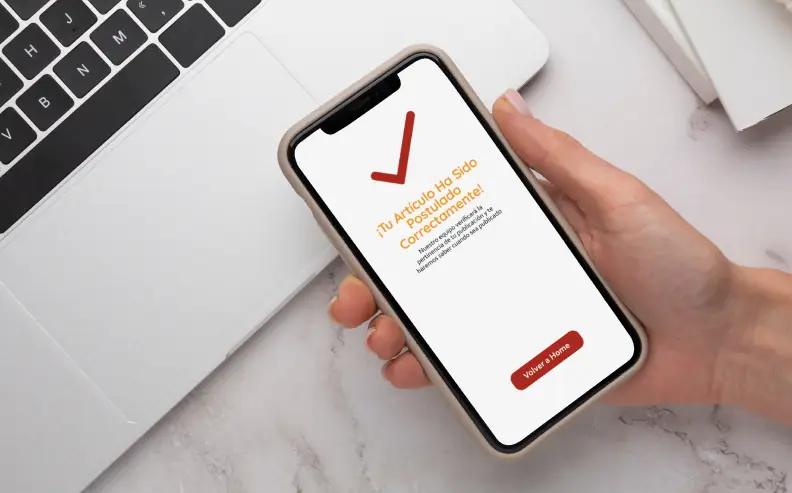 H
J
«
,
N
M
B
V
¡Tu Artículo Ha Sido
Postulado
Correctamente!
Nuestro equipo verificará la
pertinencia de tu publicación y te
haremos saber cuando sea publicado
Volver a Home